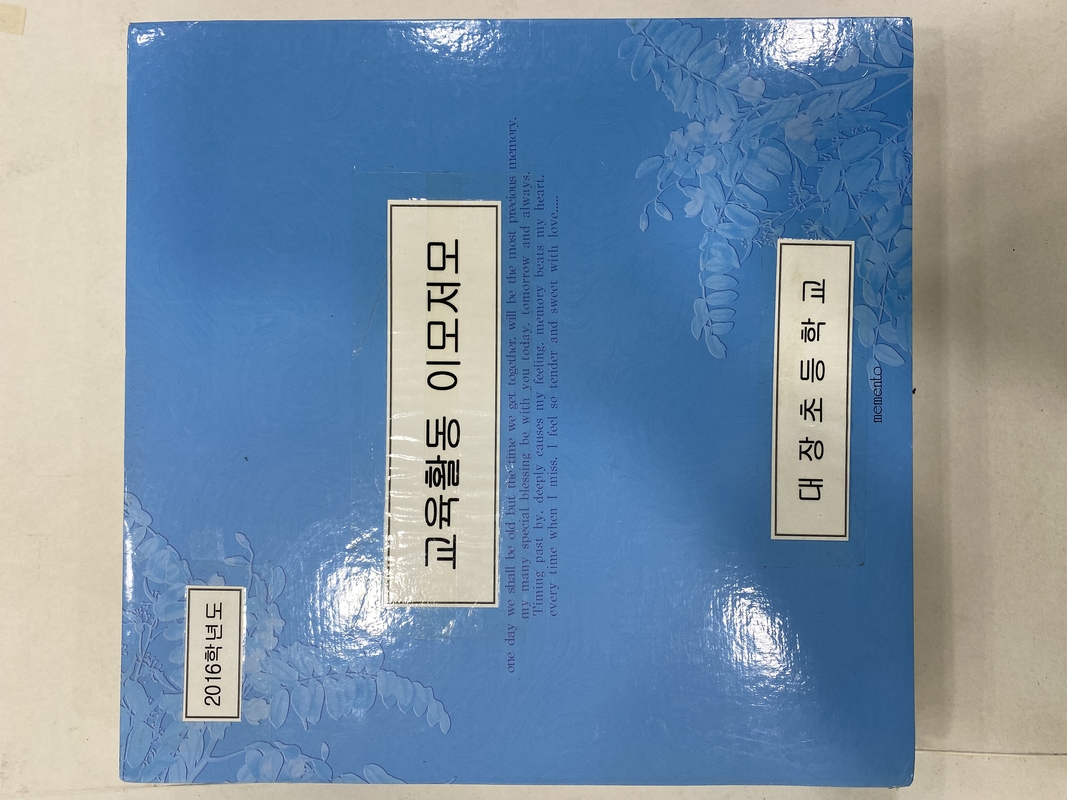 2016학년도
교육활동 이모저모
one day we shall be old but the time we get together, will be the most precious memory.
my many special blessing be with you today, tomorrow and always.
Timing past by, deeply causes my feeling, memory beats my heart.
every time when I miss. I feel so tender and sweet with love.....
대장초등학교
memento